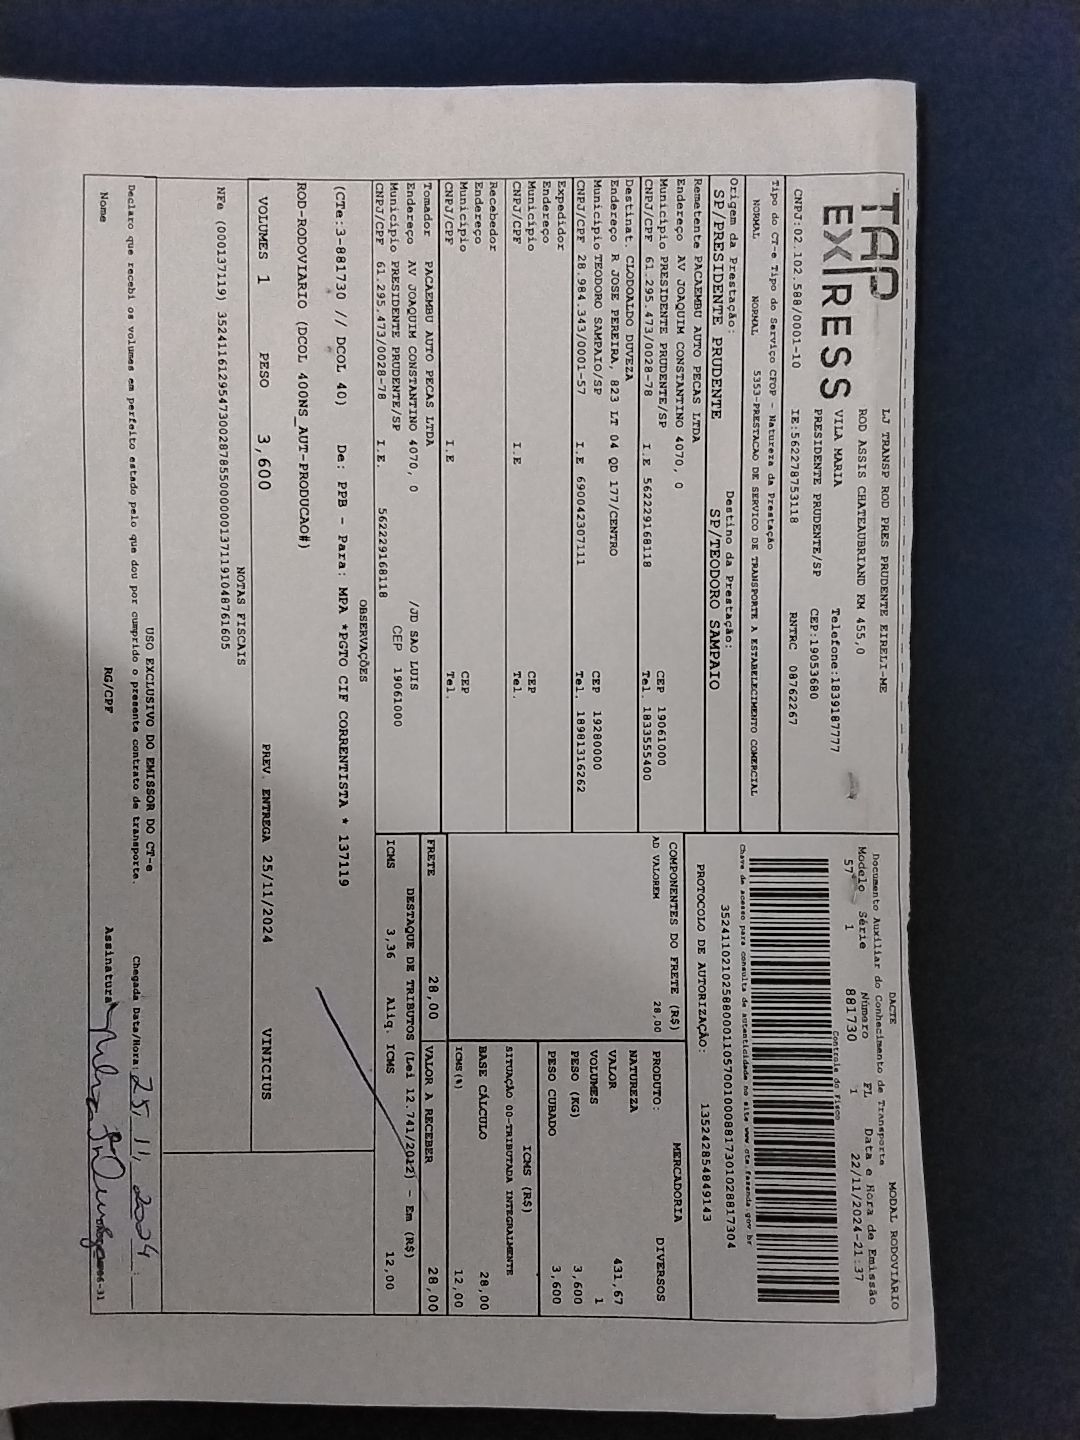 TAP
EXPRESS
LJ TRANSP ROD PRES PRUDENTE EIRELI-ME
ROD ASSIS CHATEAUBRIAND KM 455,0
VILA MARIA Telefone:1839187777
PRESIDENTE PRUDENTE/SP CEP:19053680
CNPJ:02.102.588/0001-10 IE:562278753118 RNTRC 08762267
DACTE MODAL RODOVIÁRIO
Documento Auxiliar do Conhecimento de Transporte
Modelo Série Número FL Data e Hora de Emissão
57 1 881730 1 22/11/2024-21:37
Controle do Fisco
Chave de acesso para consulta de autenticidade no site www.cte.fazenda.gov.br
35241102102588000110570010008817301028817304
PROTOCOLO DE AUTORIZAÇÃO: 135242854849143
Tipo do CT-e Tipo do Serviço CFOP - Natureza da Prestação
NORMAL NORMAL 5353-PRESTACAO DE SERVICO DE TRANSPORTE A ESTABELECIMENTO COMERCIAL
Origem da Prestação: Destino da Prestação:
SP/PRESIDENTE PRUDENTE SP/TEODORO SAMPAIO
Remetente PACAEMBU AUTO PECAS LTDA
Endereço AV JOAQUIM CONSTANTINO 4070, 0
Município PRESIDENTE PRUDENTE/SP CEP 19061000
CNPJ/CPF 61.295.473/0028-78 I.E 562229168118 Tel. 1833555400
Destinat. CLODOALDO DUVEZA
Endereço R JOSE PEREIRA, 823 LT 04 QD 177/CENTRO
Município TEODORO SAMPAIO/SP CEP 19280000
CNPJ/CPF 28.984.343/0001-57 I.E 690042307111 Tel. 18981316262
Expedidor
Endereço
Município CEP
CNPJ/CPF I.E Tel.
Recebedor
Endereço
Município CEP
CNPJ/CPF I.E Tel.
Tomador PACAEMBU AUTO PECAS LTDA
Endereço AV JOAQUIM CONSTANTINO 4070, 0 /JD SAO LUIS
Município PRESIDENTE PRUDENTE/SP CEP 19061000
CNPJ/CPF 61.295.473/0028-78 I.E. 562229168118
COMPONENTES DO FRETE (R$)
AD VALOREM 28,00
MERCADORIA
PRODUTO: DIVERSOS
NATUREZA
VALOR 431,67
VOLUMES 1
PESO (KG) 3,600
PESO CUBADO 3,600
ICMS (R$)
SITUAÇÃO 00-TRIBUTADA INTEGRALMENTE
BASE CÁLCULO 28,00
ICMS(%) 12,00
FRETE 28,00 VALOR A RECEBER 28,00
DESTAQUE DE TRIBUTOS (Lei 12.741/2012) - Em (R$)
ICMS 3,36 Aliq. ICMS 12,00
OBSERVAÇÕES
(CTe:3-881730 // DCOL 40) De: PPB - Para: MPA *PGTO CIF CORRENTISTA * 137119
ROD-RODOVIARIO (DCOL 400NS_AUT-PRODUCAO#)
VOLUMES 1 PESO 3,600 PREV. ENTREGA 25/11/2024 VINICIUS
NOTAS FISCAIS
NFe (000137119) 35241161295473002878550000001371191048761605
USO EXCLUSIVO DO EMISSOR DO CT-e
Declaro que recebi os volumes em perfeito estado pelo que dou por cumprido o presente contrato de transporte. Chegada Data/Hora: 25, 11, 2024 :
Nome RG/CPF Assinatura